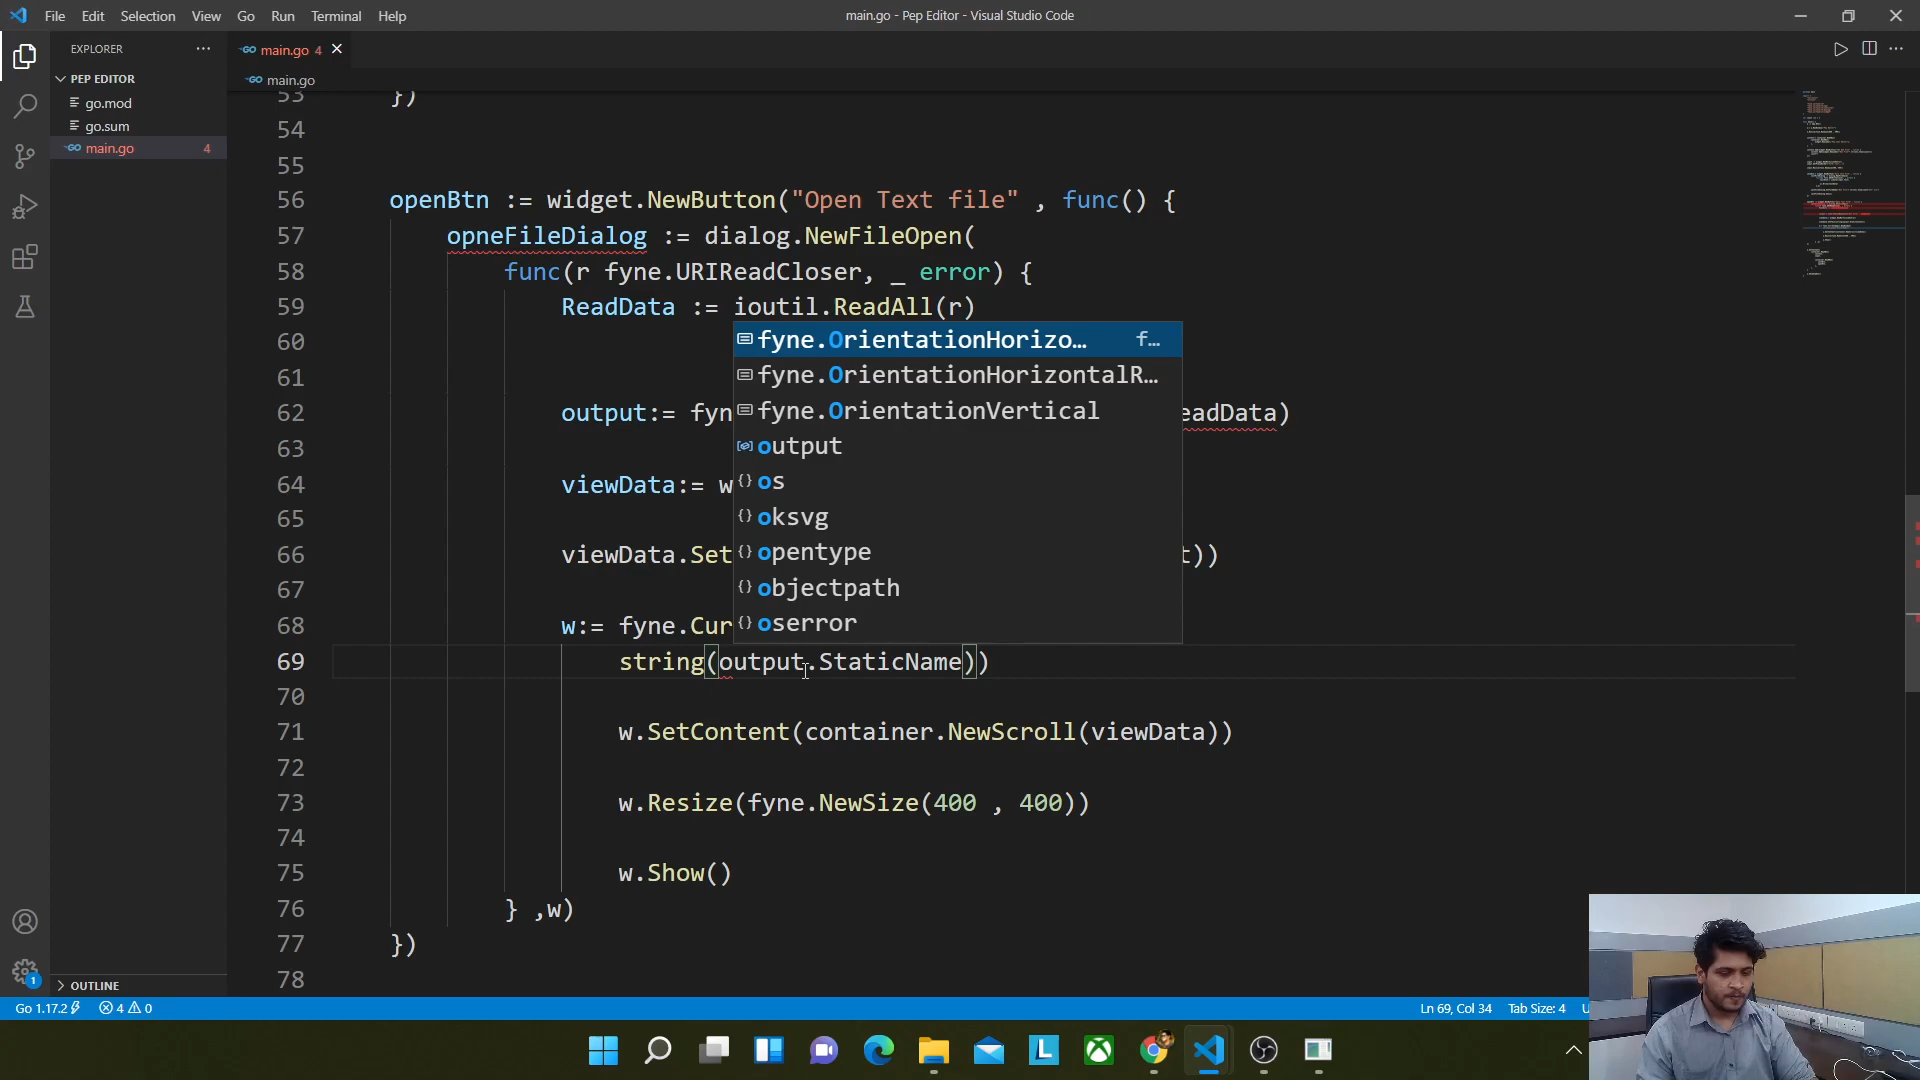 File Edit Selection View Go Run Terminal Help
main.go - Pep Editor - Visual Studio Code
EXPLORER
PEP EDITOR
go.mod
go.sum
main.go 4
OUTLINE
main.go 4
main.go
53 })
54
55
56 openBtn := widget.NewButton("Open Text file" , func() {
57 opneFileDialog := dialog.NewFileOpen(
58 func(r fyne.URIReadCloser, _ error) {
59 ReadData := ioutil.ReadAll(r)
60 fyne.OrientationHorizo... f...
61 fyne.OrientationHorizontalR...
62 output:= fyn fyne.OrientationVertical eadData)
63 output
64 viewData:= w os
65 oksvg
66 viewData.Set opentype t))
67 objectpath
68 w:= fyne.Cur oserror
69 string(output.StaticName))
70
71 w.SetContent(container.NewScroll(viewData))
72
73 w.Resize(fyne.NewSize(400 , 400))
74
75 w.Show()
76 } ,w)
77 })
78
Go 1.17.2 4 0
Ln 69, Col 34 Tab Size: 4
1